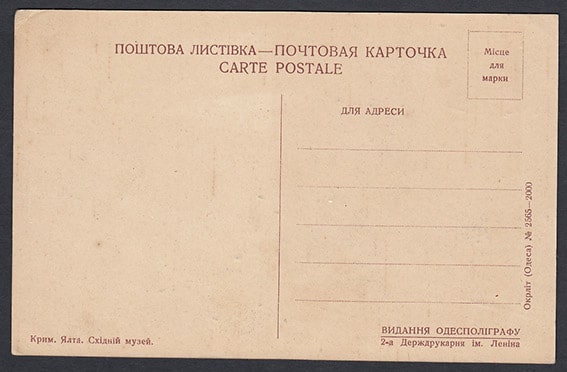 ПОШТОВА ЛИСТІВКА—ПОЧТОВАЯ КАРТОЧКА
CARTE POSTALE
Місце
для
марки
ДЛЯ АДРЕСИ
Окрліт (Одеса) № 2565—2000
Крим. Ялта. Східній музей.
ВИДАННЯ ОДЕСПОЛІГРАФУ
2-а Держдрукарня ім. Леніна